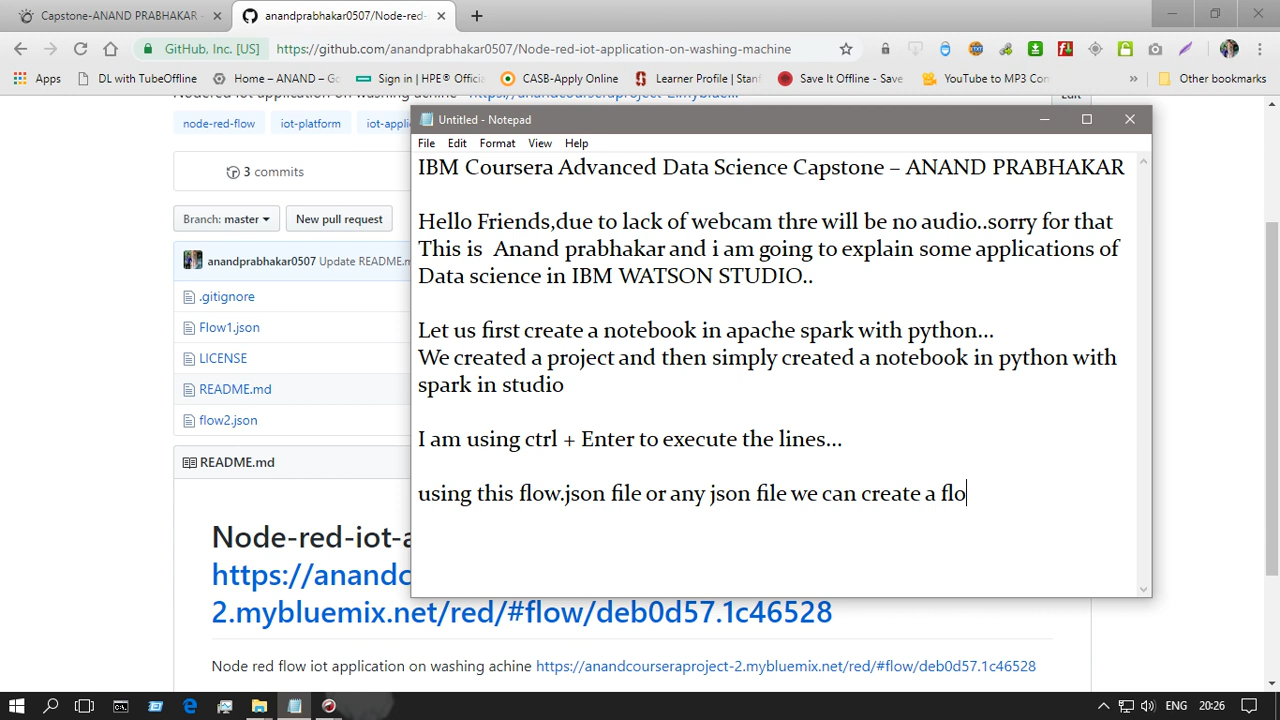 Capstone-ANAND PRABHAKAR -
anandprabhakar0507/Node-red-
GitHub, Inc. [US]
https://github.com/anandprabhakar0507/Node-red-iot-application-on-washing-machine
Apps
DL with TubeOffline
Home – ANAND – Go
Sign in | HPE® Offici
CASB-Apply Online
Learner Profile | Stanf
Save It Offline - Save
YouTube to MP3 Con
»
Other bookmarks
Edit
node-red-flow
iot-platform
iot-applic
3 commits
Branch: master
New pull request
anandprabhakar0507 Update README.m
.gitignore
Flow1.json
LICENSE
README.md
flow2.json
README.md
Node-red-iot-a
https://anandc
2.mybluemix.net/red/#flow/deb0d57.1c46528
Node red flow iot application on washing achine https://anandcourseraproject-2.mybluemix.net/red/#flow/deb0d57.1c46528
Untitled - Notepad
File Edit Format View Help
IBM Coursera Advanced Data Science Capstone – ANAND PRABHAKAR
Hello Friends,due to lack of webcam thre will be no audio..sorry for that
This is  Anand prabhakar and i am going to explain some applications of
Data science in IBM WATSON STUDIO..
Let us first create a notebook in apache spark with python...
We created a project and then simply created a notebook in python with
spark in studio
I am using ctrl + Enter to execute the lines...
using this flow.json file or any json file we can create a flo
ENG
20:26